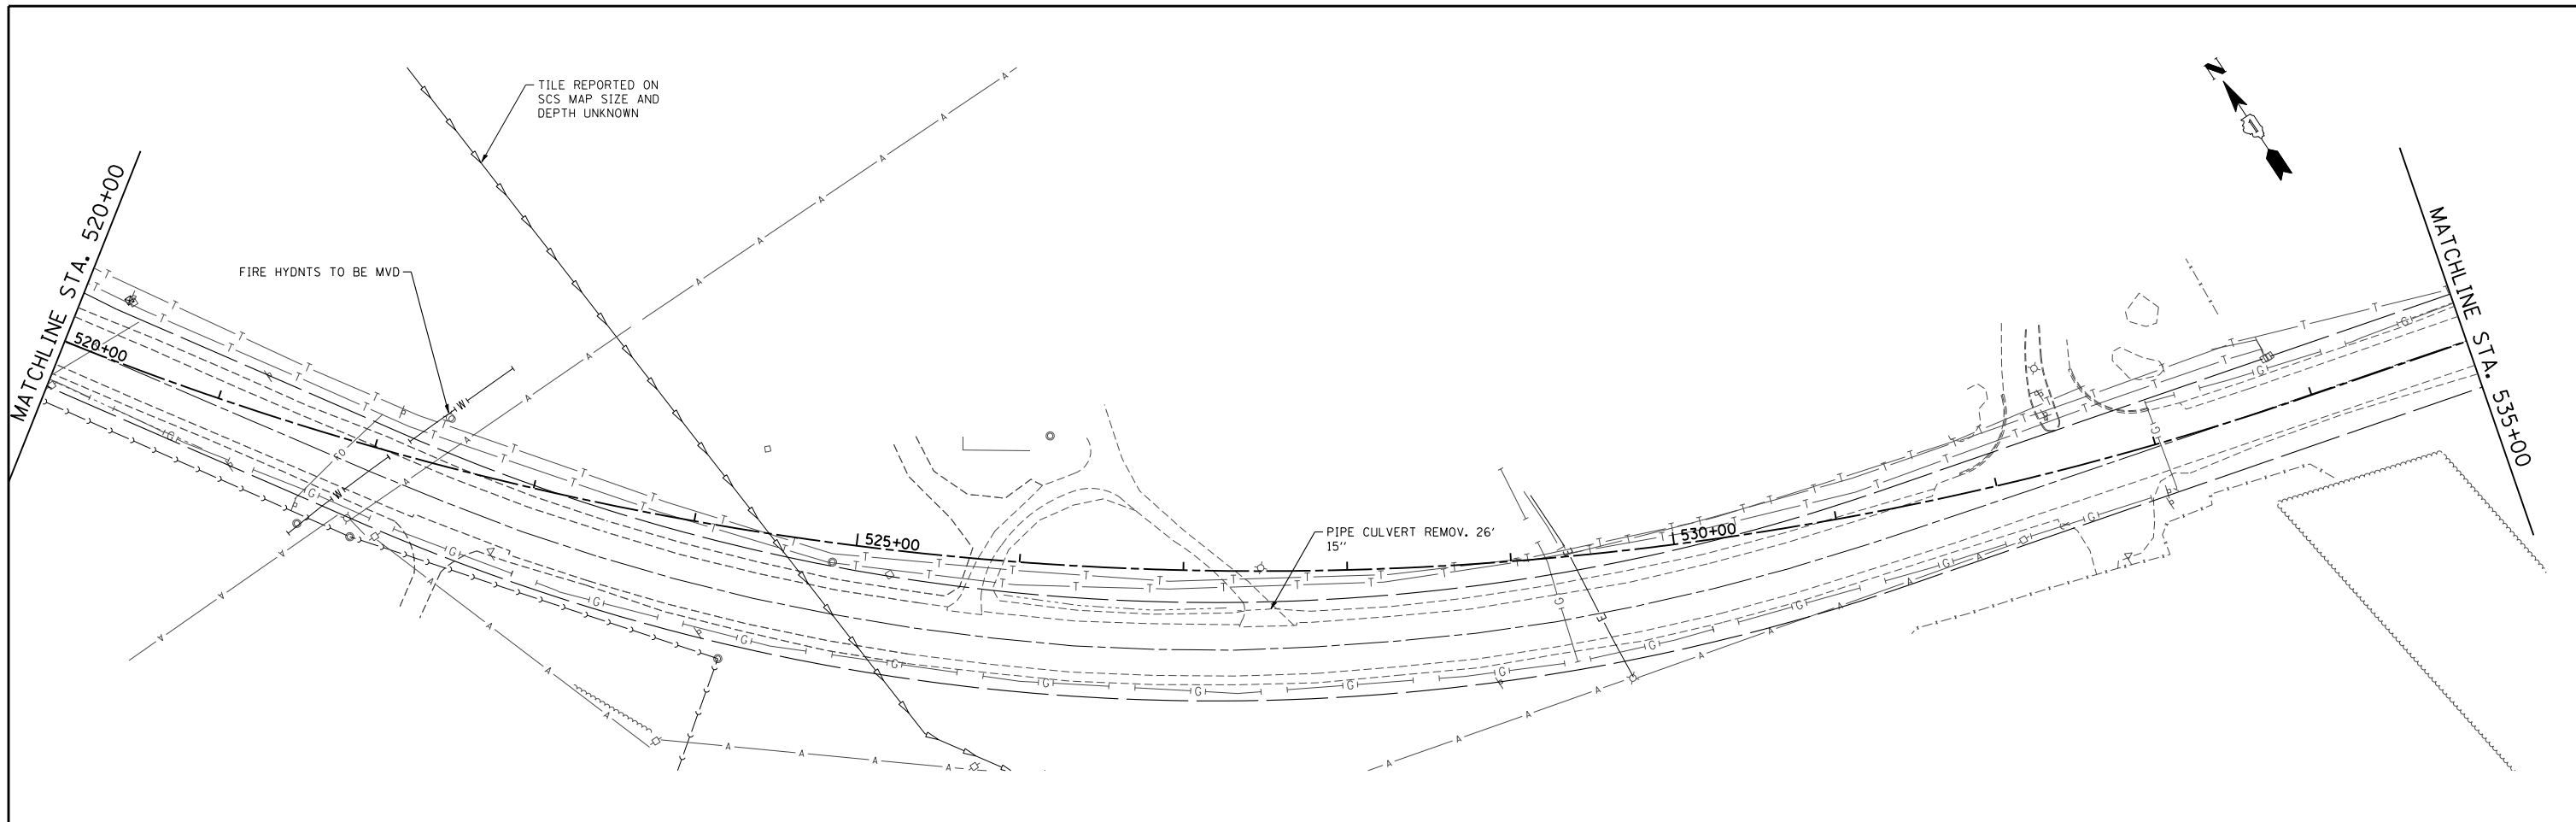 TILE REPORTED ON
SCS MAP SIZE AND
DEPTH UNKNOWN
N
MATCHLINE STA. 520+00
FIRE HYDNTS TO BE MVD
520+00
525+00
PIPE CULVERT REMOV. 26'
15"
530+00
MATCHLINE STA. 535+00